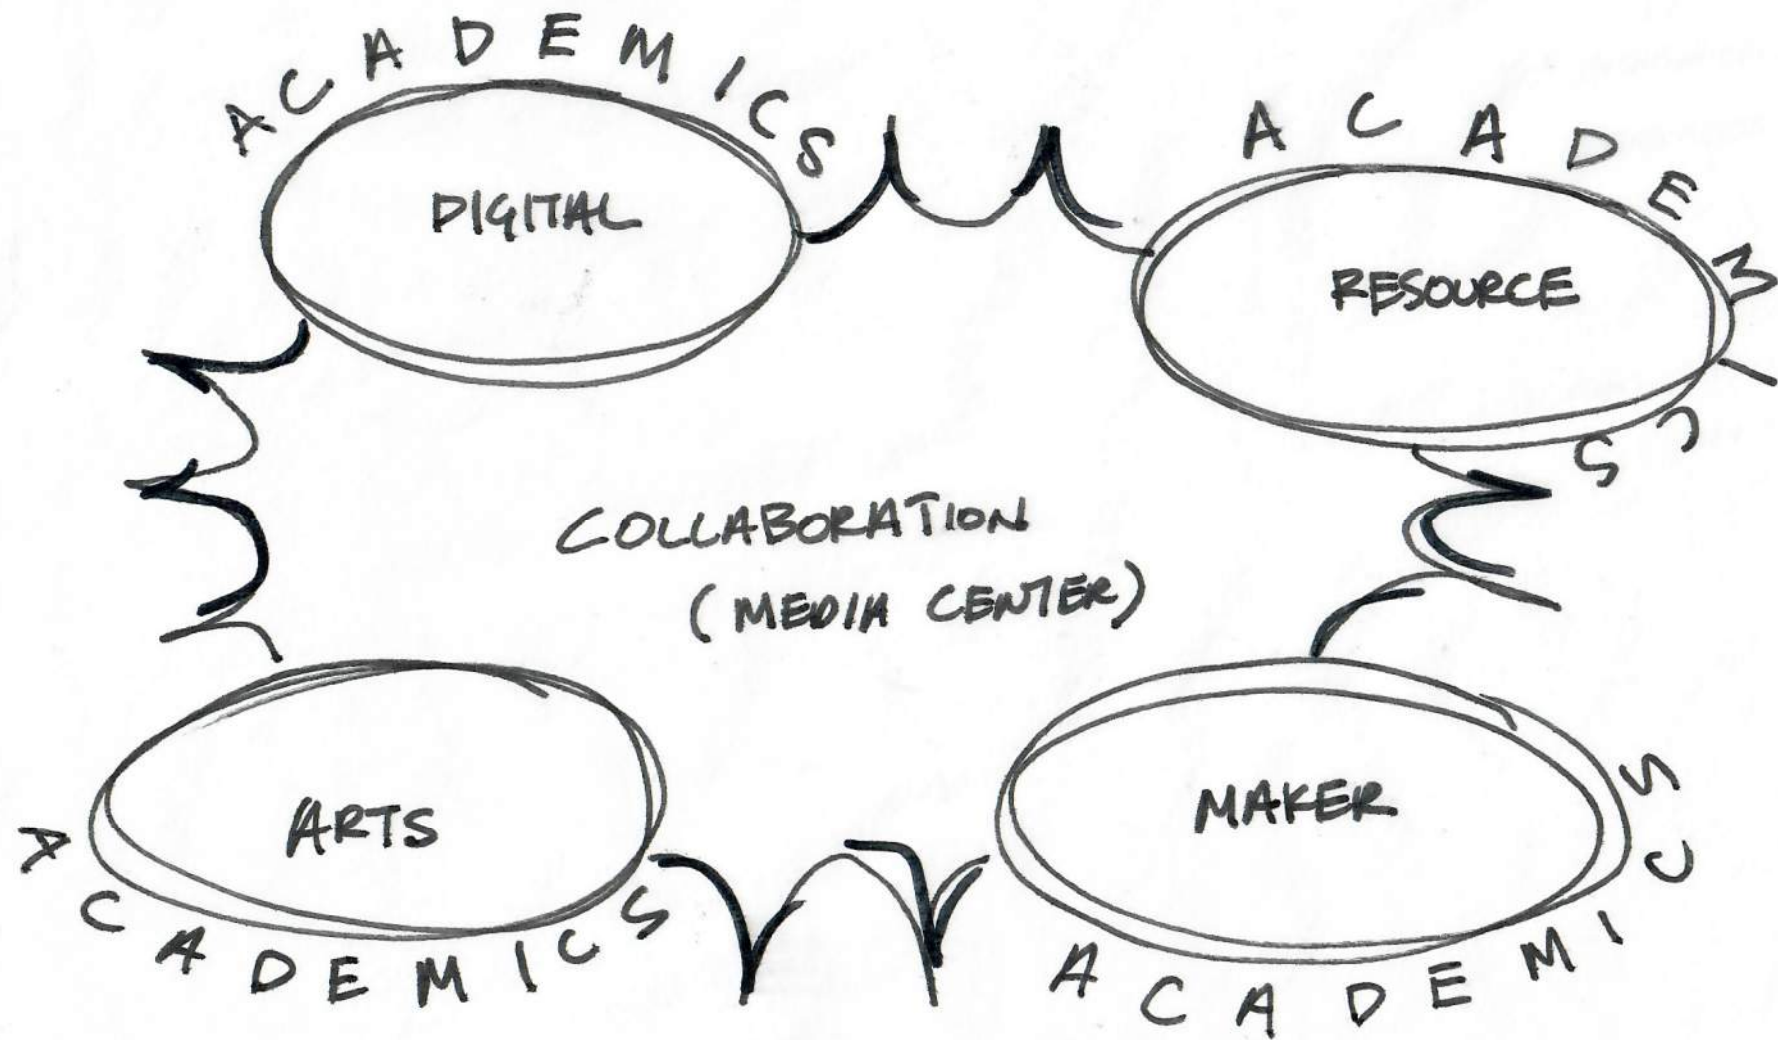 ACADEMICS
DIGITAL
ACADEMICS
RESOURCE
COLLABORATION
(MEDIA CENTER)
ARTS
ACADEMICS
MAKER
ACADEMICS